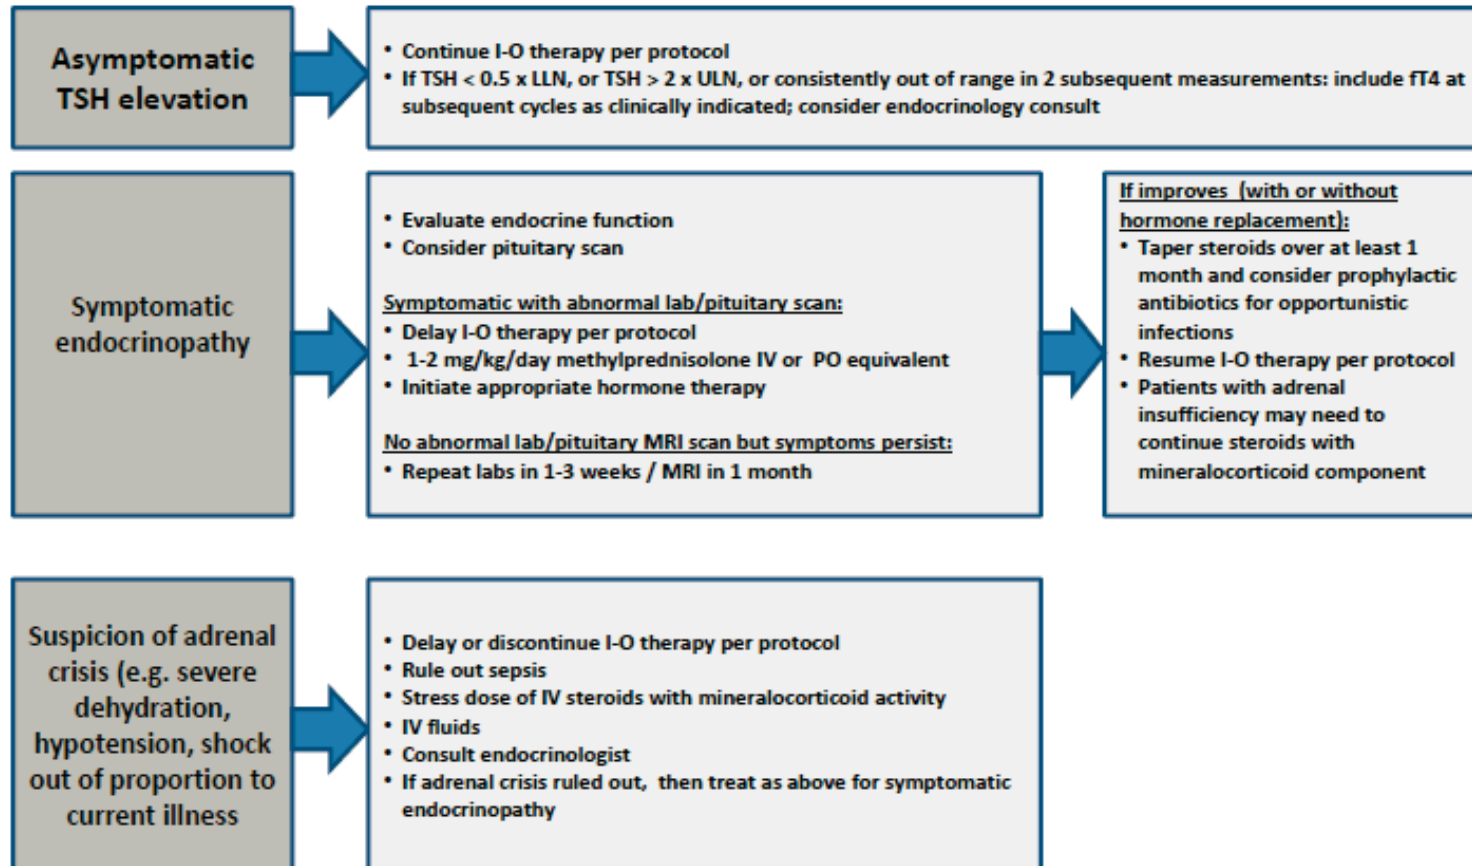 Asymptomatic
TSH elevation
• Continue I-O therapy per protocol
• If TSH < 0.5 x LLN, or TSH > 2 x ULN, or consistently out of range in 2 subsequent measurements: include fT4 at
subsequent cycles as clinically indicated; consider endocrinology consult
Symptomatic
endocrinopathy
• Evaluate endocrine function
• Consider pituitary scan
Symptomatic with abnormal lab/pituitary scan:
• Delay I-O therapy per protocol
• 1-2 mg/kg/day methylprednisolone IV or PO equivalent
• Initiate appropriate hormone therapy
No abnormal lab/pituitary MRI scan but symptoms persist:
• Repeat labs in 1-3 weeks / MRI in 1 month
If improves (with or without
hormone replacement):
• Taper steroids over at least 1
month and consider prophylactic
antibiotics for opportunistic
infections
• Resume I-O therapy per protocol
• Patients with adrenal
insufficiency may need to
continue steroids with
mineralocorticoid component
Suspicion of adrenal
crisis (e.g. severe
dehydration,
hypotension, shock
out of proportion to
current illness
• Delay or discontinue I-O therapy per protocol
• Rule out sepsis
• Stress dose of IV steroids with mineralocorticoid activity
• IV fluids
• Consult endocrinologist
• If adrenal crisis ruled out, then treat as above for symptomatic
endocrinopathy